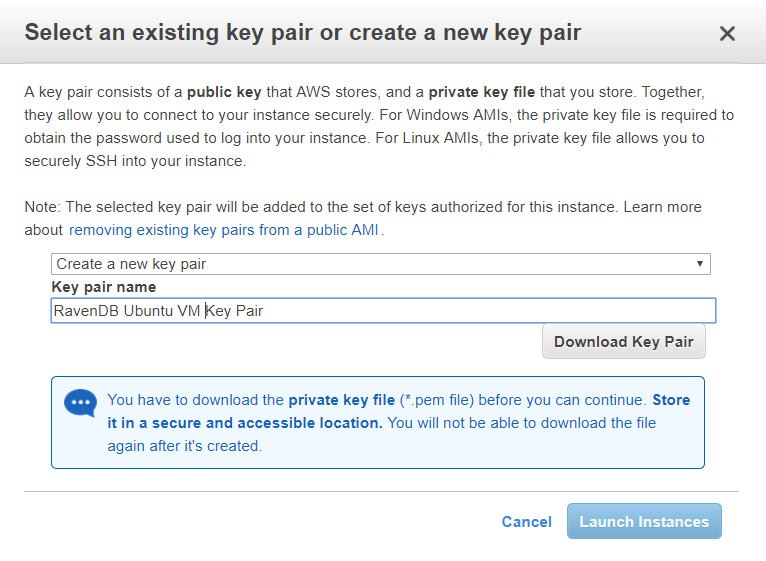 Select an existing key pair or create a new key pair
A key pair consists of a public key that AWS stores, and a private key file that you store. Together,
they allow you to connect to your instance securely. For Windows AMIs, the private key file is required to
obtain the password used to log into your instance. For Linux AMIs, the private key file allows you to
securely SSH into your instance.
Note: The selected key pair will be added to the set of keys authorized for this instance. Learn more
about removing existing key pairs from a public AMI.
Create a new key pair
Key pair name
RavenDB Ubuntu VM Key Pair
Download Key Pair
You have to download the private key file (*.pem file) before you can continue. Store
it in a secure and accessible location. You will not be able to download the file
again after it's created.
Cancel
Launch Instances